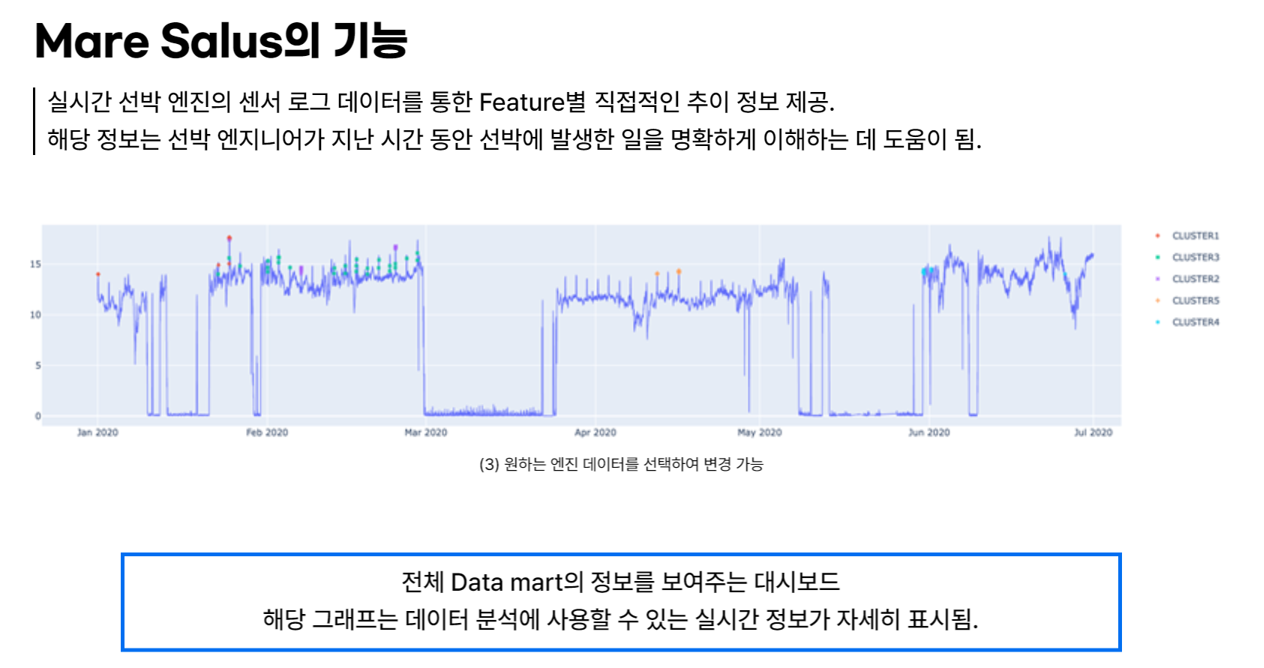 Mare Salus의 기능
실시간 선박 엔진의 센서 로그 데이터를 통한 Feature별 직접적인 추이 정보 제공.
해당 정보는 선박 엔지니어가 지난 시간 동안 선박에 발생한 일을 명확하게 이해하는 데 도움이 됨.
15
10
5
0
Jan 2020
Feb 2020
Mar 2020
Apr 2020
May 2020
Jun 2020
Jul 2020
CLUSTER1
CLUSTER3
CLUSTER2
CLUSTER5
CLUSTER4
(3) 원하는 엔진 데이터를 선택하여 변경 가능
전체 Data mart의 정보를 보여주는 대시보드
해당 그래프는 데이터 분석에 사용할 수 있는 실시간 정보가 자세히 표시됨.